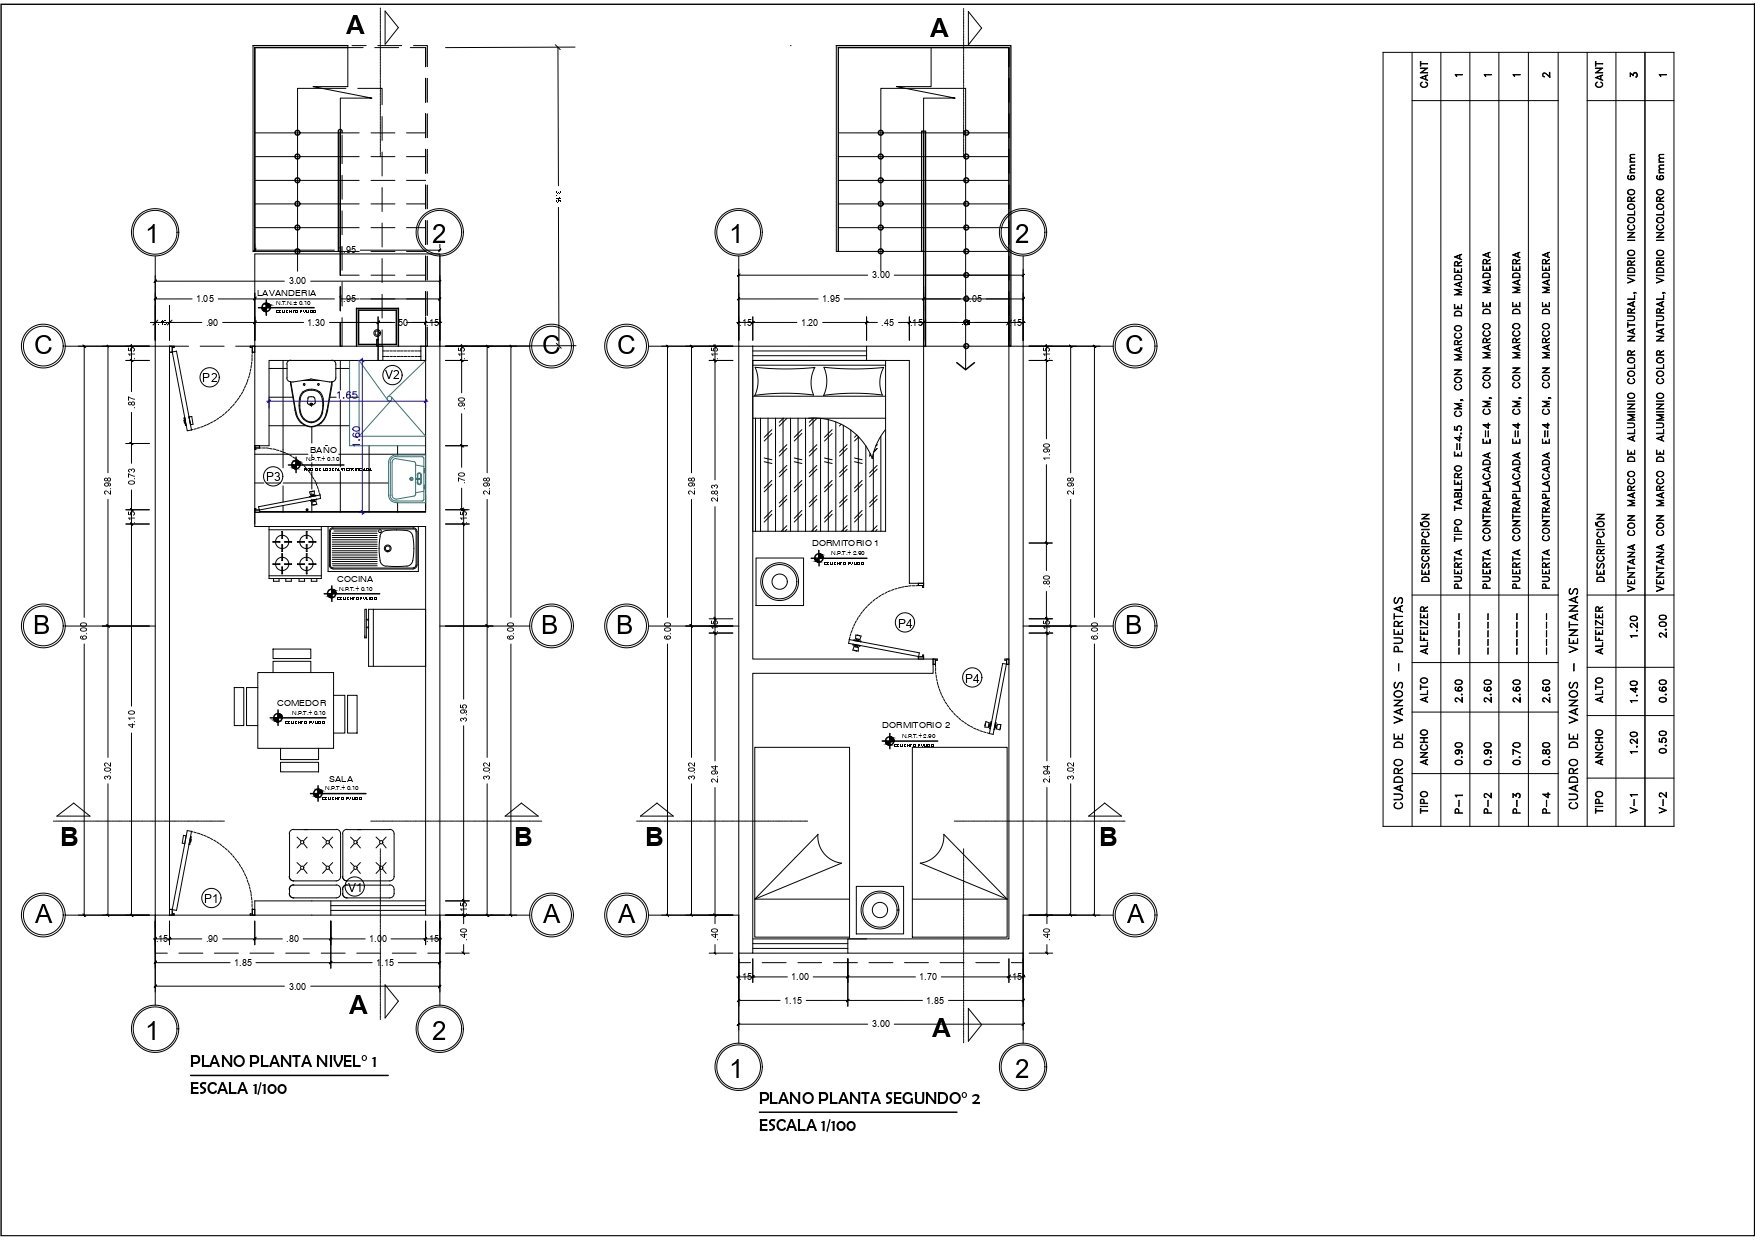 A
A
3.15
1
2
1
2
1.95
3.00
3.00
LAVANDERIA
N.T.N.± 0.10
1.05
1.95
1.95
1.05
.15
.90
1.30
.50
.15
.15
1.20
.45
.15
.15
C
C
C
C
.15
.15
.15
.15
P2
V2
1.65
.87
.90
1.60
1.90
BAÑO
N.P.T.+ 0.10
P3
0.73
.70
2.98
2.98
2.98
2.83
2.98
.15
.15
DORMITORIO 1
N.P.T.+ 2.90
COCINA
N.P.T.+ 0.10
.80
B
B
B
B
6.00
6.00
6.00
6.00
.15
.15
P4
P4
COMEDOR
N.P.T.+ 0.10
4.10
3.95
DORMITORIO 2
N.P.T.+ 2.90
3.02
3.02
3.02
2.94
2.94
3.02
SALA
N.P.T.+ 0.10
B
B
B
B
P1
V1
A
A
A
A
.15
.40
.40
.40
.15
.90
.80
1.00
.15
1.85
1.15
3.00
.15
1.00
1.70
.15
1.15
1.85
3.00
A
A
1
2
1
2
PLANO PLANTA NIVEL° 1
ESCALA 1/100
PLANO PLANTA SEGUNDO° 2
ESCALA 1/100
CUADRO DE VANOS – PUERTAS
TIPO ANCHO ALTO ALFEIZER DESCRIPCIÓN CANT
P-1 0.90 2.60 ----- PUERTA TIPO TABLERO E=4.5 CM, CON MARCO DE MADERA 1
P-2 0.90 2.60 ----- PUERTA CONTRAPLACADA E=4 CM, CON MARCO DE MADERA 1
P-3 0.70 2.60 ----- PUERTA CONTRAPLACADA E=4 CM, CON MARCO DE MADERA 1
P-4 0.80 2.60 ----- PUERTA CONTRAPLACADA E=4 CM, CON MARCO DE MADERA 2
CUADRO DE VANOS – VENTANAS
TIPO ANCHO ALTO ALFEIZER DESCRIPCIÓN CANT
V-1 1.20 1.40 1.20 VENTANA CON MARCO DE ALUMINIO COLOR NATURAL, VIDRIO INCOLORO 6mm 3
V-2 0.50 0.60 2.00 VENTANA CON MARCO DE ALUMINIO COLOR NATURAL, VIDRIO INCOLORO 6mm 1